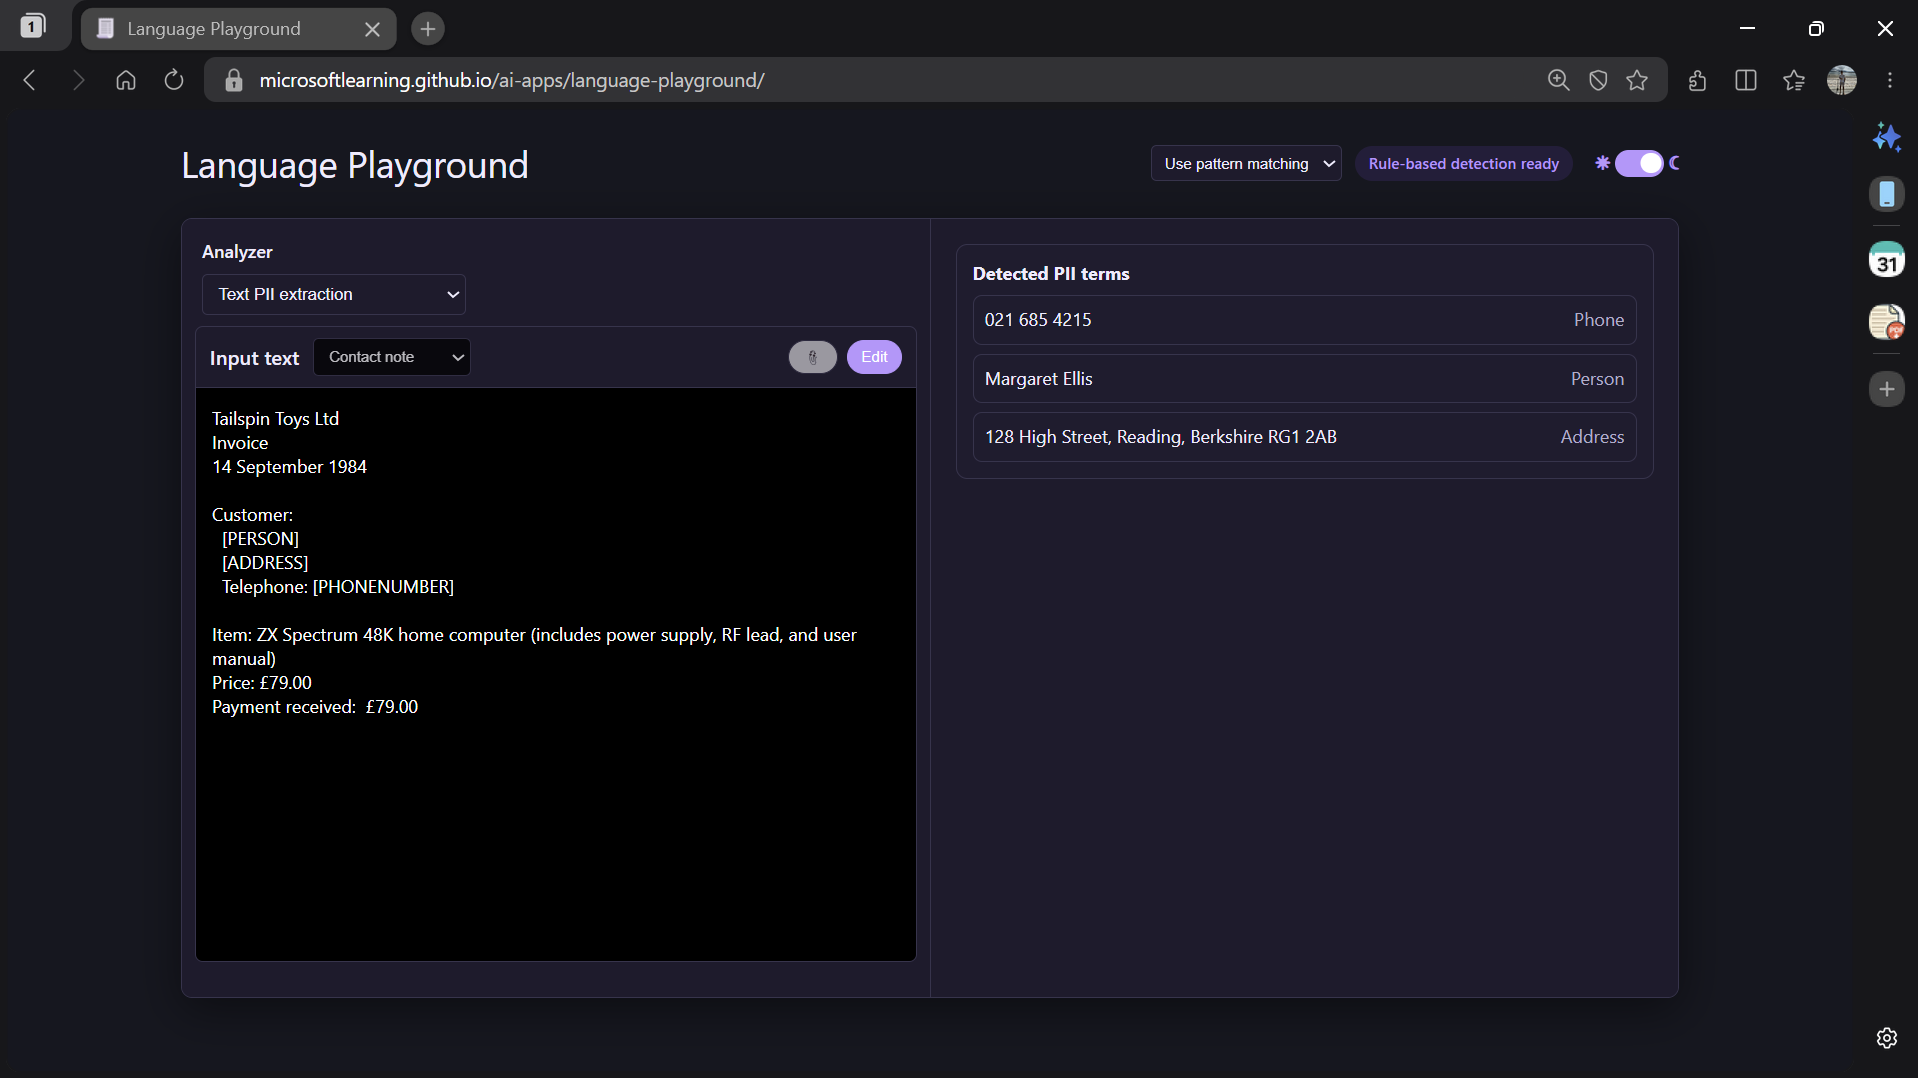 1
Language Playground
microsoftlearning.github.io/ai-apps/language-playground/
Language Playground
Use pattern matching
Rule-based detection ready
31
PDF
Analyzer
Text PII extraction
Input text
Contact note
Edit
Tailspin Toys Ltd
Invoice
14 September 1984
Customer:
[PERSON]
[ADDRESS]
Telephone: [PHONENUMBER]
Item: ZX Spectrum 48K home computer (includes power supply, RF lead, and user
manual)
Price: £79.00
Payment received:  £79.00
Detected PII terms
021 685 4215 Phone
Margaret Ellis Person
128 High Street, Reading, Berkshire RG1 2AB Address